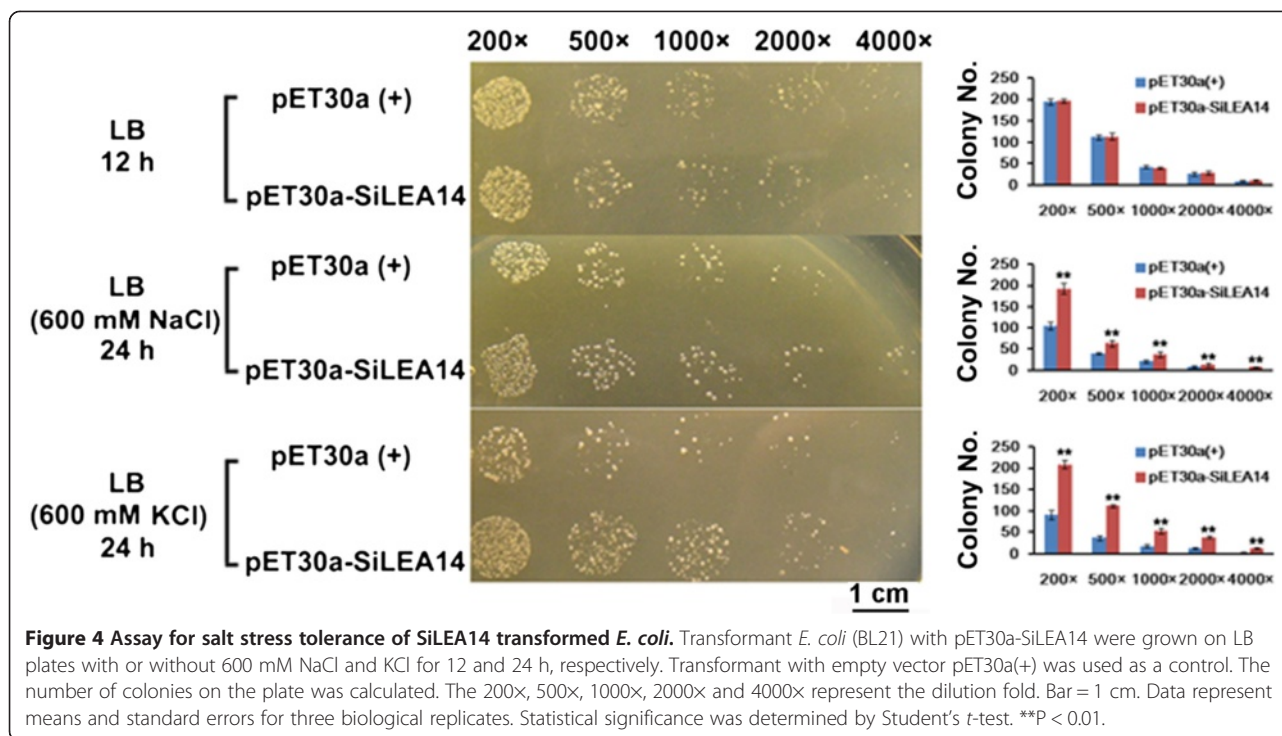 200× 500× 1000× 2000× 4000×
LB
12 h
pET30a (+)
pET30a-SiLEA14
LB
(600 mM NaCl)
24 h
pET30a (+)
pET30a-SiLEA14
LB
(600 mM KCl)
24 h
pET30a (+)
pET30a-SiLEA14
1 cm
Colony No.
250
200
150
100
50
0
pET30a(+)
pET30a-SiLEA14
200× 500× 1000× 2000× 4000×
Colony No.
250
200
150
100
50
0
pET30a(+)
pET30a-SiLEA14
** ** ** ** **
200× 500× 1000× 2000× 4000×
Colony No.
250
200
150
100
50
0
pET30a(+)
pET30a-SiLEA14
** ** ** ** **
200× 500× 1000× 2000× 4000×
Figure 4 Assay for salt stress tolerance of SiLEA14 transformed E. coli. Transformant E. coli (BL21) with pET30a-SiLEA14 were grown on LB
plates with or without 600 mM NaCl and KCl for 12 and 24 h, respectively. Transformant with empty vector pET30a(+) was used as a control. The
number of colonies on the plate was calculated. The 200×, 500×, 1000×, 2000× and 4000× represent the dilution fold. Bar = 1 cm. Data represent
means and standard errors for three biological replicates. Statistical significance was determined by Student's t-test. **P < 0.01.